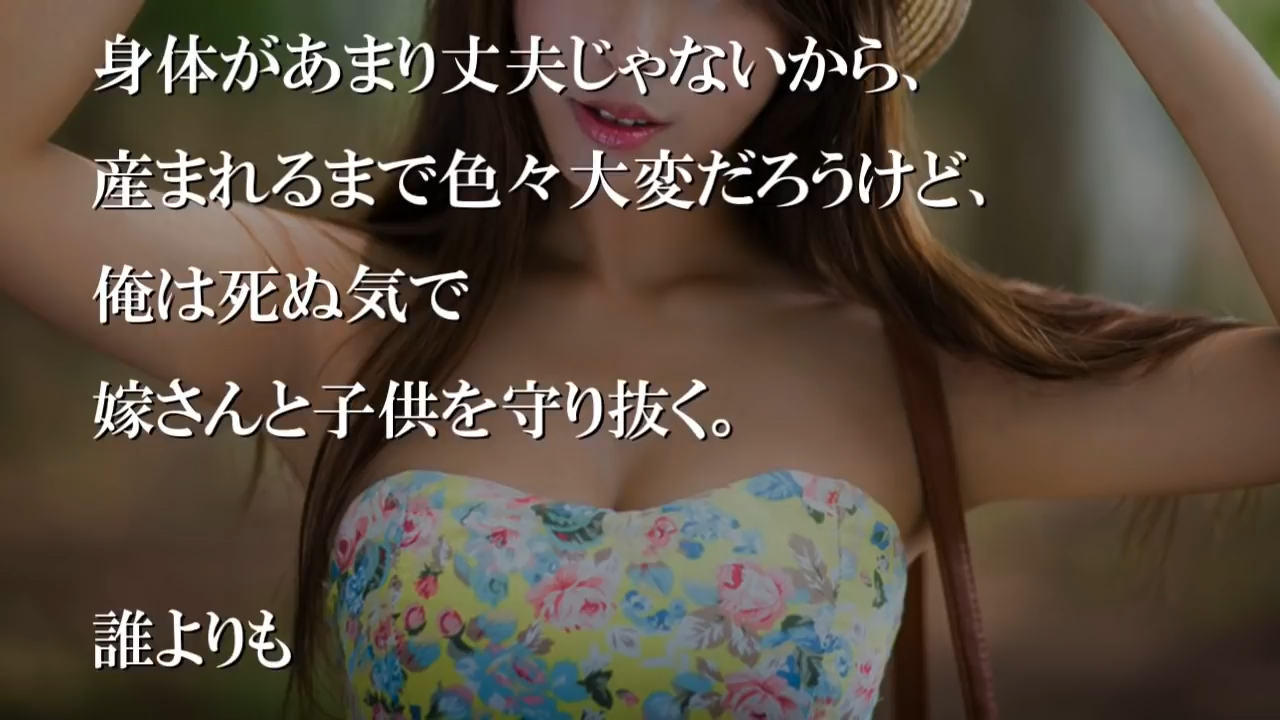 身体があまり丈夫じゃないから、
産まれるまで色々大変だろうけど、
俺は死ぬ気で
嫁さんと子供を守り抜く。
誰よりも